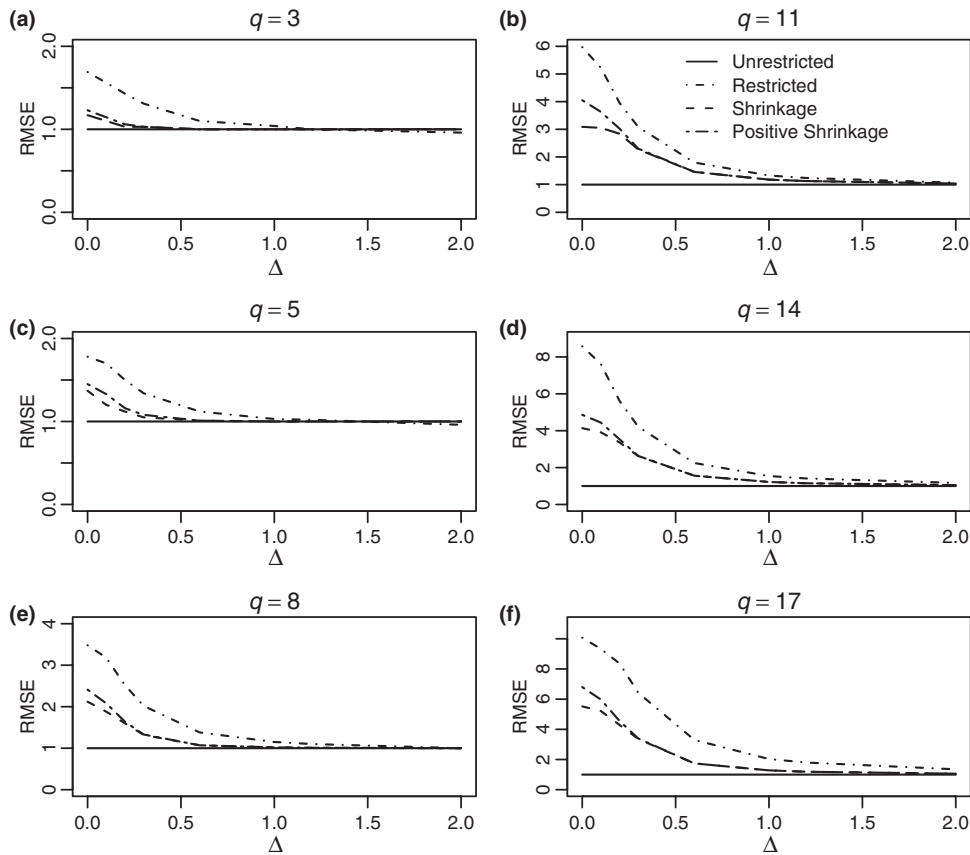 (a) q = 3
RMSE
0.0 1.0 2.0
0.0 0.5 1.0 1.5 2.0
Δ
(b) q = 11
RMSE
0 1 2 3 4 5 6
Unrestricted
Restricted
Shrinkage
Positive Shrinkage
0.0 0.5 1.0 1.5 2.0
Δ
(c) q = 5
RMSE
0.0 1.0 2.0
0.0 0.5 1.0 1.5 2.0
Δ
(d) q = 14
RMSE
0 2 4 6 8
0.0 0.5 1.0 1.5 2.0
Δ
(e) q = 8
RMSE
0 1 2 3 4
0.0 0.5 1.0 1.5 2.0
Δ
(f) q = 17
RMSE
0 2 4 6 8
0.0 0.5 1.0 1.5 2.0
Δ